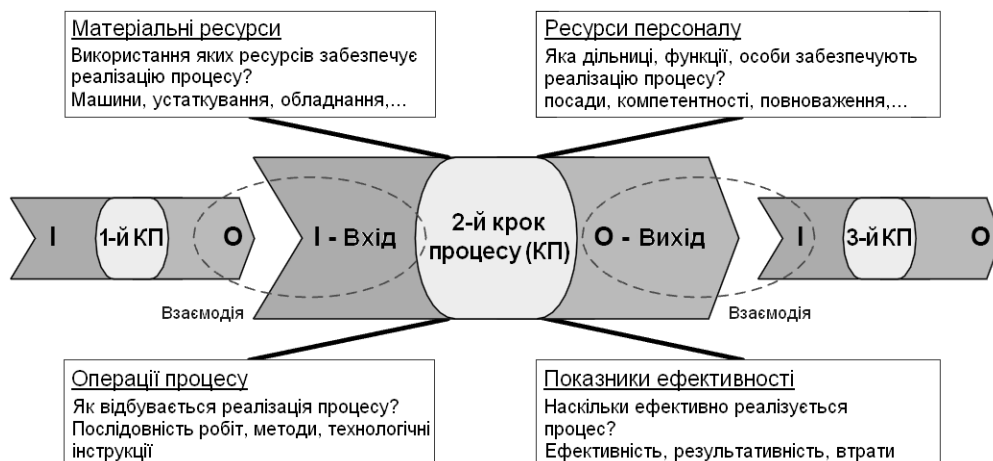 Матеріальні ресурси
Використання яких ресурсів забезпечує
реалізацію процесу?
Машини, устаткування, обладнання,...
Ресурси персоналу
Яка дільниці, функції, особи забезпечують
реалізацію процесу?
посади, компетентності, повноваження,...
I
1-й КП
O
I - Вхід
2-й крок
процесу (КП)
O - Вихід
I
3-й КП
O
Взаємодія
Взаємодія
Операції процесу
Як відбувається реалізація процесу?
Послідовність робіт, методи, технологічні
інструкції
Показники ефективності
Наскільки ефективно реалізується
процес?
Ефективність, результативність, втрати